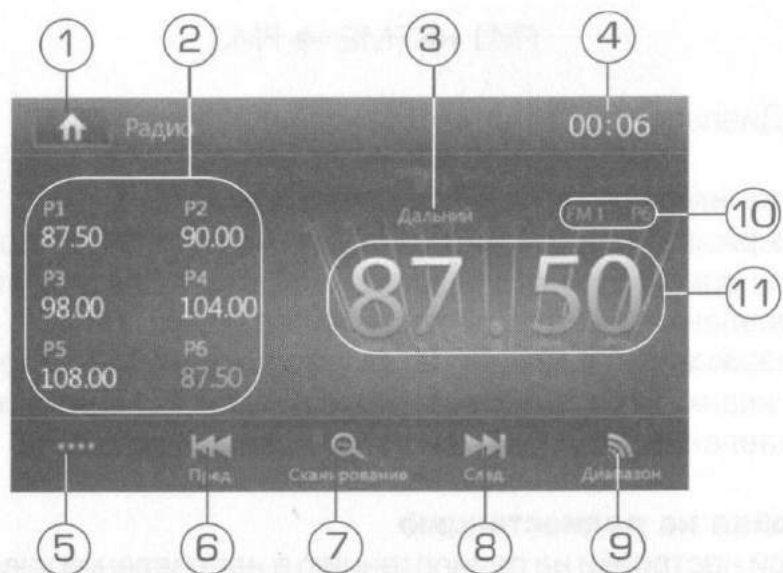 1 2 3 4
Радио 00:06
P1 P2
87.50 90.00
P3 P4
98.00 104.00
P5 P6
108.00 87.50
Дальний
FM 1 P6
87.50
10
11
Пред. Сканирование След. Диапазон
5 6 7 8 9